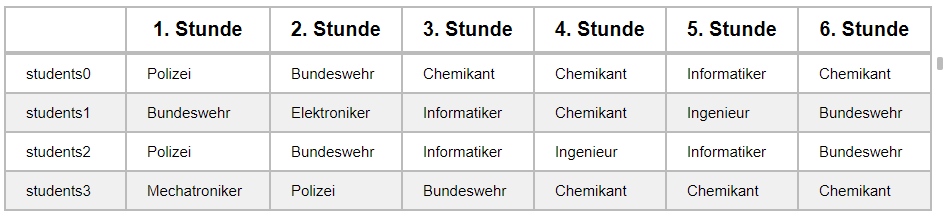 1. Stunde 2. Stunde 3. Stunde 4. Stunde 5. Stunde 6. Stunde
students0 Polizei Bundeswehr Chemikant Chemikant Informatiker Chemikant
students1 Bundeswehr Elektroniker Informatiker Chemikant Ingenieur Bundeswehr
students2 Polizei Bundeswehr Informatiker Ingenieur Informatiker Bundeswehr
students3 Mechatroniker Polizei Bundeswehr Chemikant Chemikant Chemikant